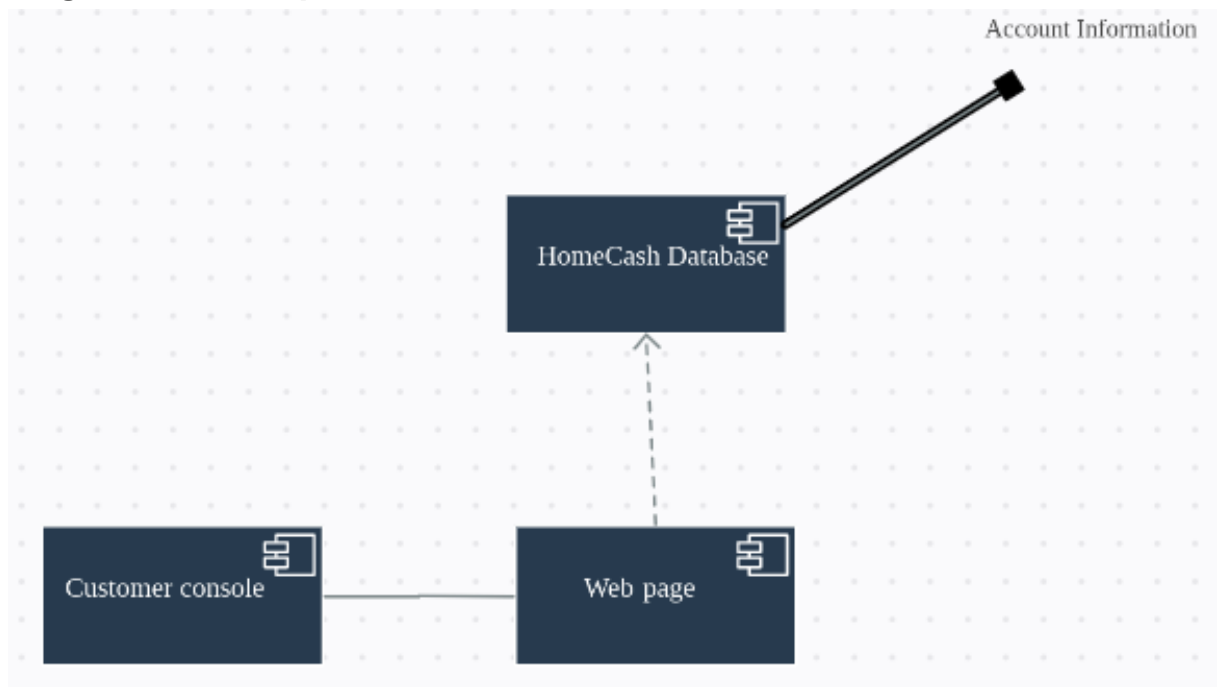 Account Information
HomeCash Database
Customer console
Web page